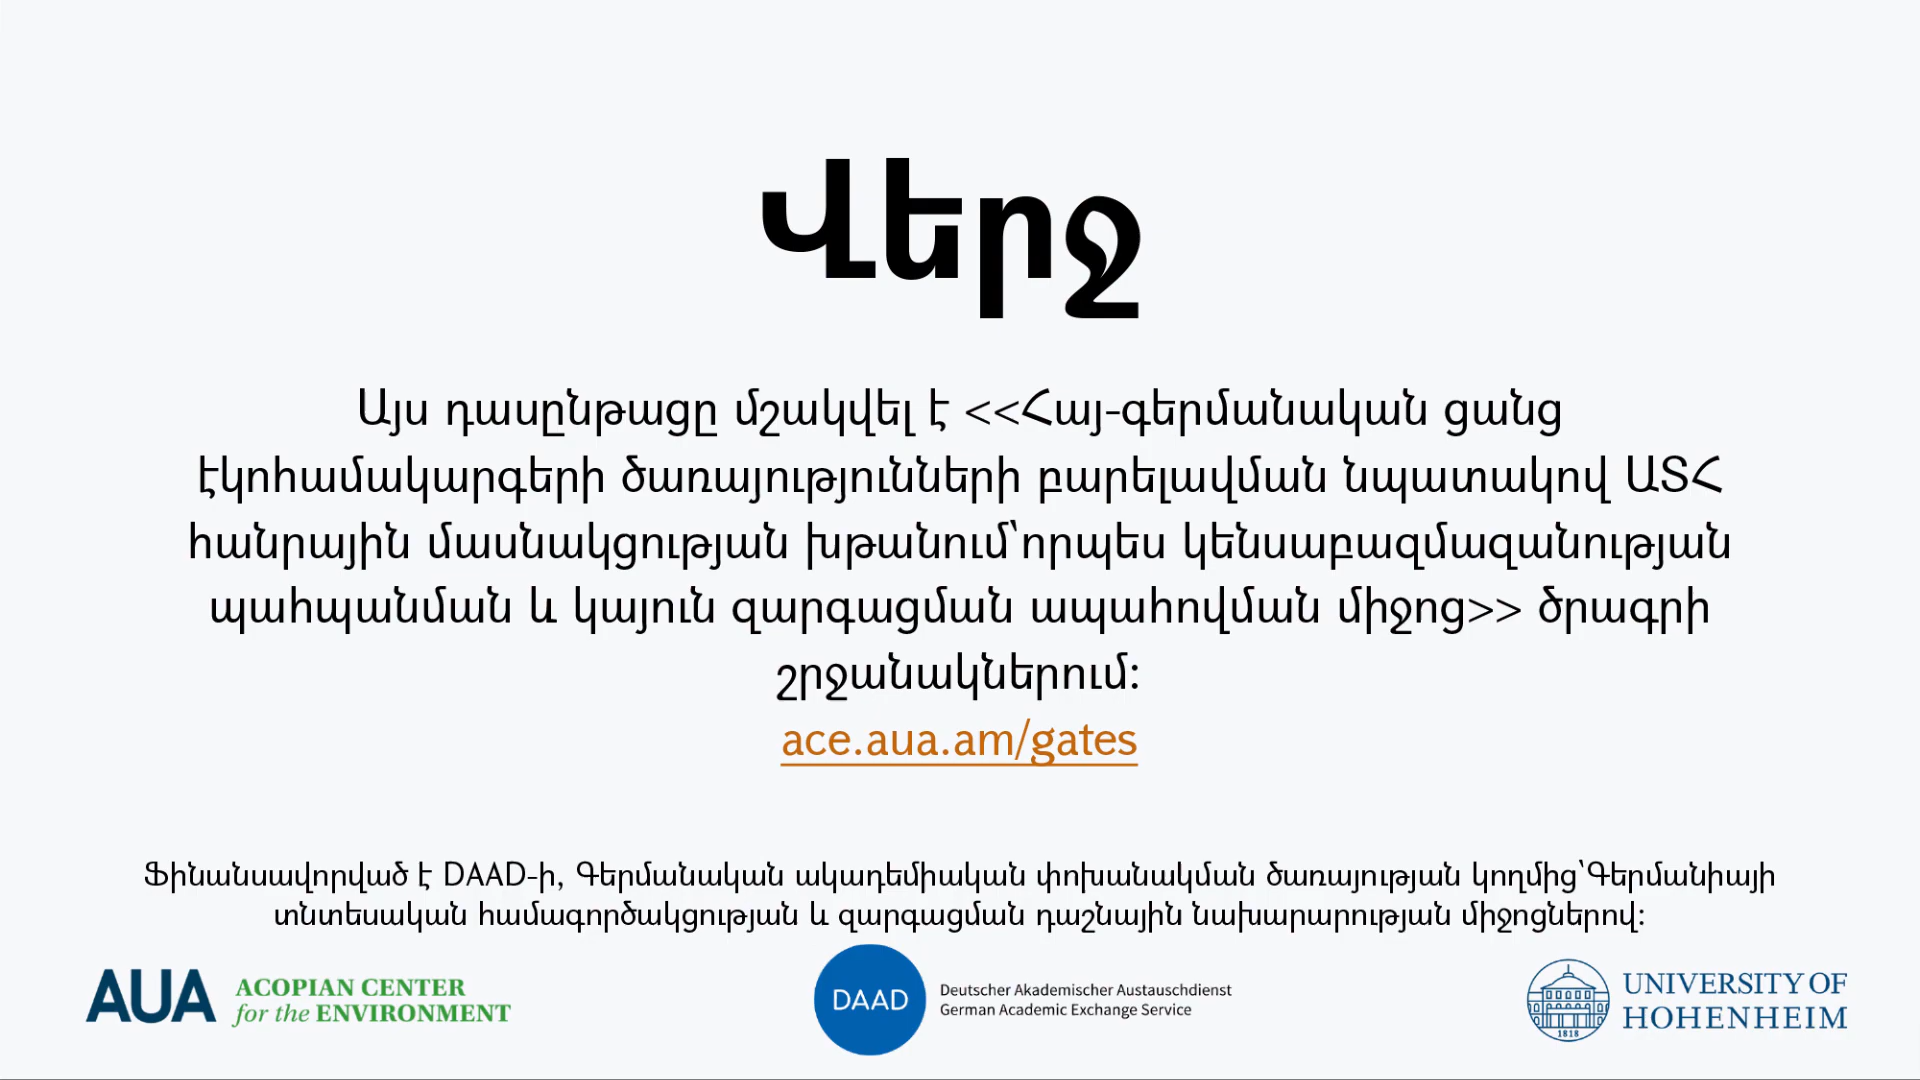 Վերջ
Այս դասընթացը մշակվել է <<Հայ-գերմանական ցանց
էկոհամակարգերի ծառայությունների բարելավման նպատակով ԱՏՀ
հանրային մասնակցության խթանում՝որպես կենսաբազմազանության
պահպանման և կայուն զարգացման ապահովման միջոց>> ծրագրի
շրջանակներում:
ace.aua.am/gates
Ֆինանսավորված է DAAD-ի, Գերմանական ակադեմիական փոխանակման ծառայության կողմից՝Գերմանիայի
տնտեսական համագործակցության և զարգացման դաշնային նախարարության միջոցներով:
AUA ACOPIAN CENTER
for the ENVIRONMENT
DAAD
Deutscher Akademischer Austauschdienst
German Academic Exchange Service
1818
UNIVERSITY OF
HOHENHEIM